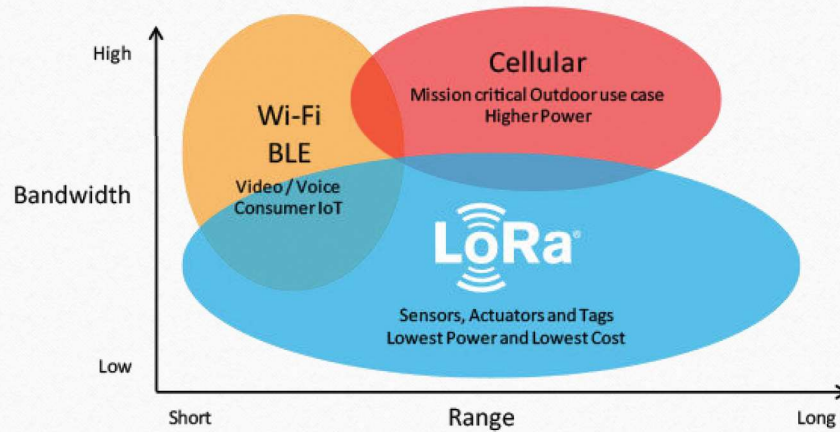 High
Bandwidth
Low
Wi-Fi
BLE
Video / Voice
Consumer IoT
Cellular
Mission critical Outdoor use case
Higher Power
LoRa®
Sensors, Actuators and Tags
Lowest Power and Lowest Cost
Short
Range
Long